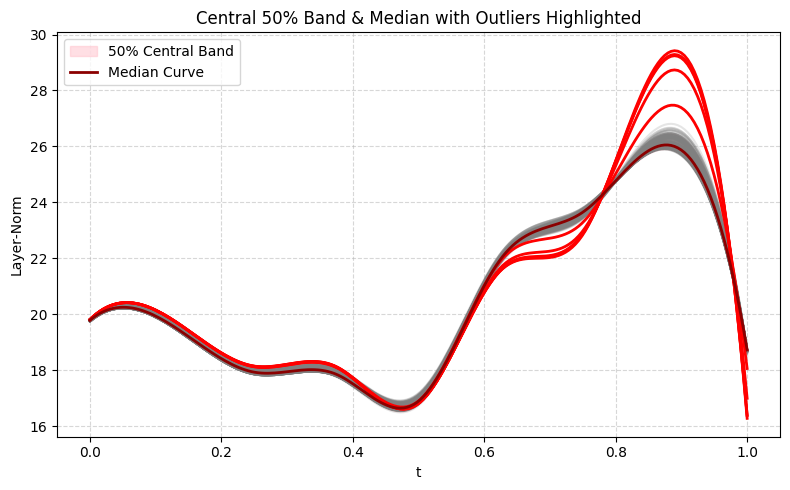 Central 50% Band & Median with Outliers Highlighted
50% Central Band
Median Curve
Layer-Norm
30
28
26
24
22
20
18
16
0.0 0.2 0.4 0.6 0.8 1.0
t